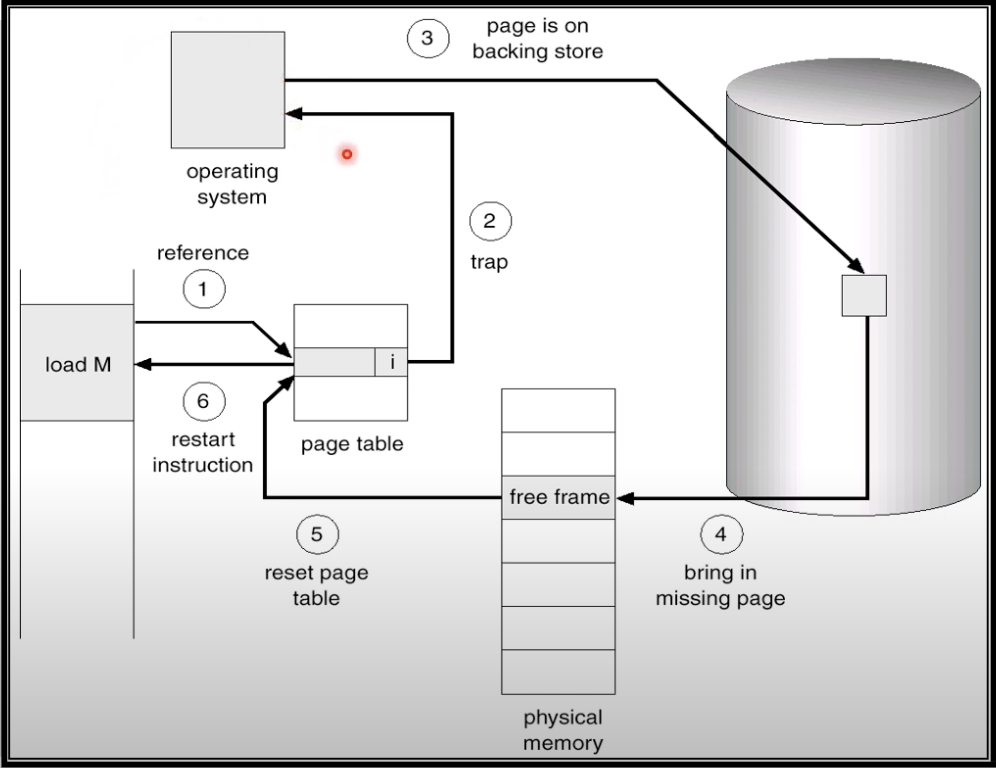 3
page is on
backing store
operating
system
2
trap
reference
1
load M
i
6
restart
instruction
page table
free frame
5
reset page
table
4
bring in
missing page
physical
memory